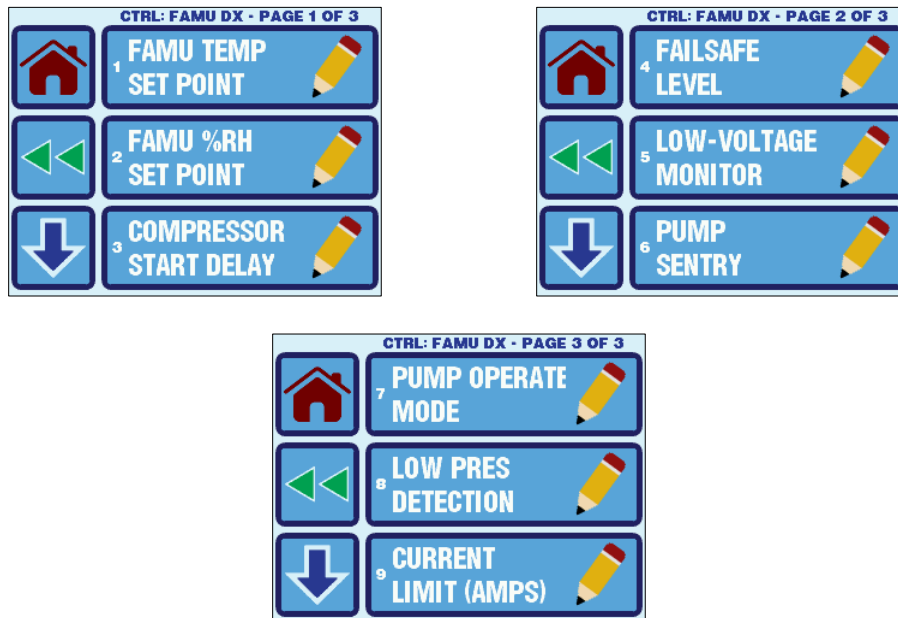 CTRL: FAMU DX - PAGE 1 OF 3
1 FAMU TEMP
SET POINT
2 FAMU %RH
SET POINT
3 COMPRESSOR
START DELAY
CTRL: FAMU DX - PAGE 2 OF 3
4 FAILSAFE
LEVEL
5 LOW-VOLTAGE
MONITOR
6 PUMP
SENTRY
CTRL: FAMU DX - PAGE 3 OF 3
7 PUMP OPERATE
MODE
8 LOW PRES
DETECTION
9 CURRENT
LIMIT (AMPS)